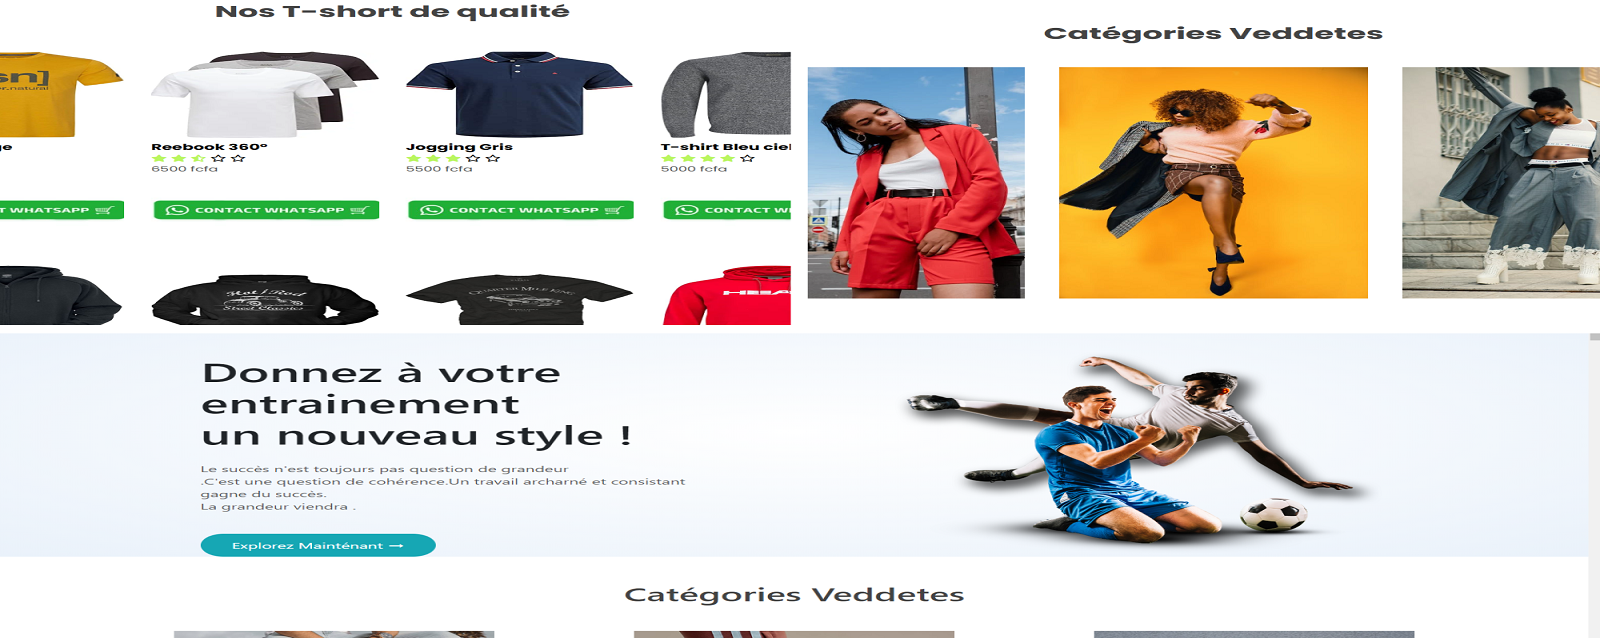 Nos T-short de qualité
sn]
er.natural
ge
Reebook 360°
6500 fcfa
Jogging Gris
5500 fcfa
T-shirt Bleu ciel
5000 fcfa
T WHATSAPP
CONTACT WHATSAPP
CONTACT WHATSAPP
CONTACT W
Hot Rod
Street Classics
QUARTER MILE KING
Catégories Veddetes
Donnez à votre
entrainement
un nouveau style !
Le succès n'est toujours pas question de grandeur
.C'est une question de cohérence.Un travail archarné et consistant
gagne du succès.
La grandeur viendra .
Explorez Mainténant →
Catégories Veddetes